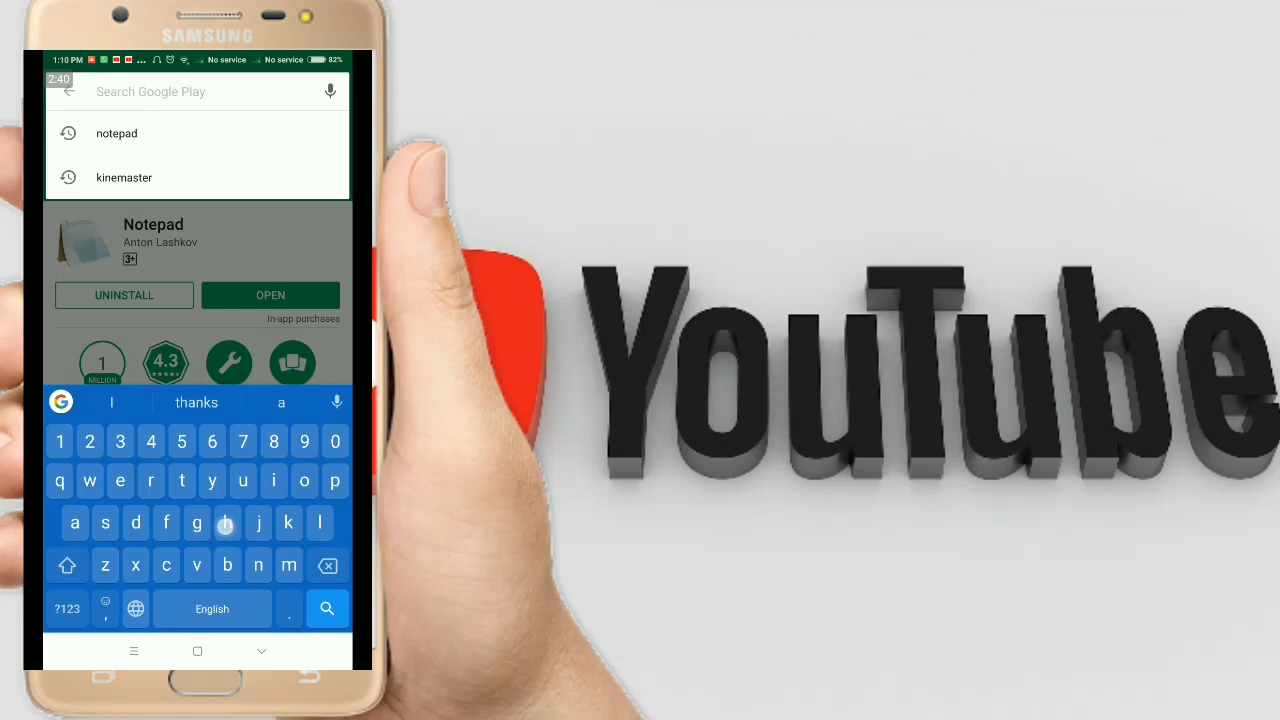 SAMSUNG
1:10 PM ... No service No service 82%
2:40
Search Google Play
notepad
kinemaster
Notepad
Anton Lashkov
3+
UNINSTALL OPEN
In-app purchases
1 4.3
MILLION
G I thanks a
1 2 3 4 5 6 7 8 9 0
q w e r t y u i o p
a s d f g h j k l
z x c v b n m
?123 , English .
YouTube